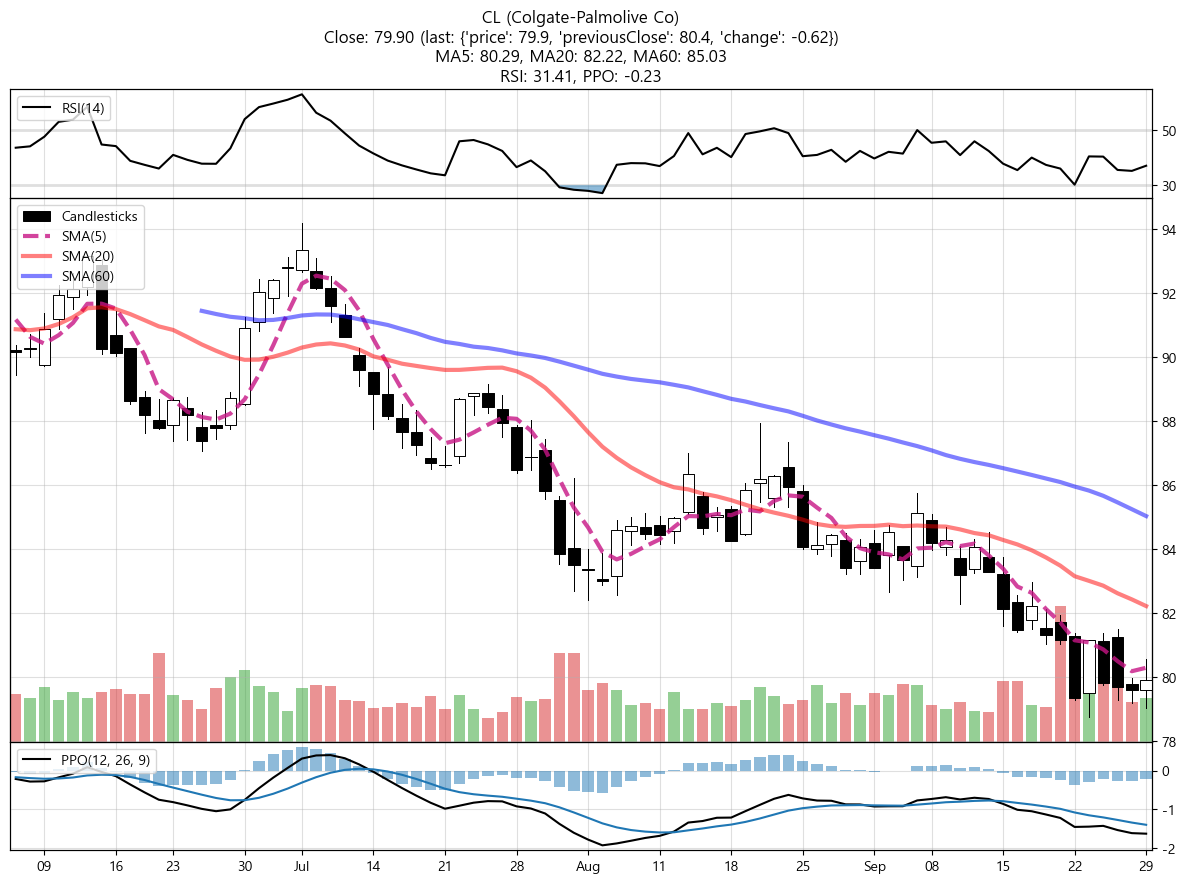 CL (Colgate-Palmolive Co)
Close: 79.90 (last: {'price': 79.9, 'previousClose': 80.4, 'change': -0.62})
MA5: 80.29, MA20: 82.22, MA60: 85.03
RSI: 31.41, PPO: -0.23
RSI(14)
50
30
Candlesticks
SMA(5)
SMA(20)
SMA(60)
94
92
90
88
86
84
82
80
78
PPO(12, 26, 9)
0
-1
-2
09 16 23 30 Jul 14 21 28 Aug 11 18 25 Sep 08 15 22 29